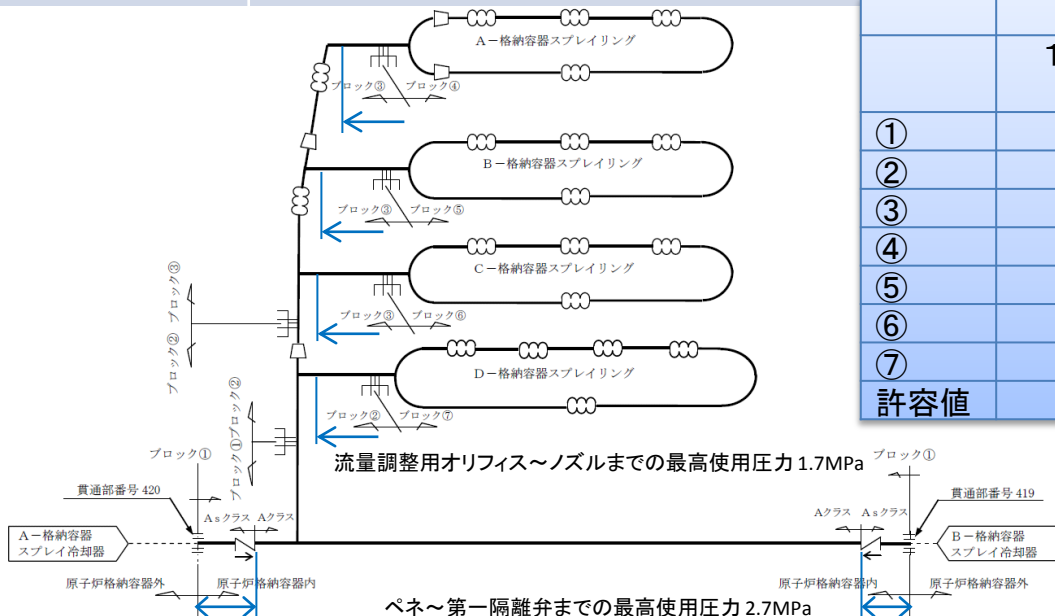 A－格納容器スプレイリング
ブロック③ ブロック④
B－格納容器スプレイリング
ブロック③ ブロック⑤
C－格納容器スプレイリング
ブロック③ ブロック⑥
ブロック② ブロック③
D－格納容器スプレイリング
ブロック② ブロック⑦
ブロック① ブロック②
流量調整用オリフィス～ノズルまでの最高使用圧力 1.7MPa
ブロック①
ブロック①
貫通部番号 420
貫通部番号 419
Asクラス Aクラス
Aクラス Asクラス
A－格納容器
スプレイ冷却器
B－格納容器
スプレイ冷却器
原子炉格納容器外 原子炉格納容器内
原子炉格納容器内 原子炉格納容器外
ペネ～第一隔離弁までの最高使用圧力 2.7MPa
①
②
③
④
⑤
⑥
⑦
許容値